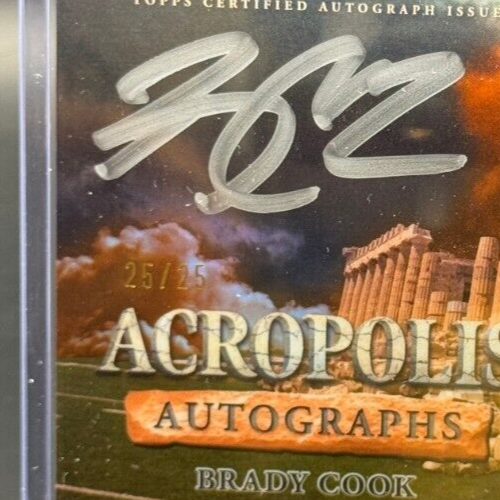 TOPPS CERTIFIED AUTOGRAPH ISSUE
25/25
ACROPOLIS
AUTOGRAPHS
BRADY COOK